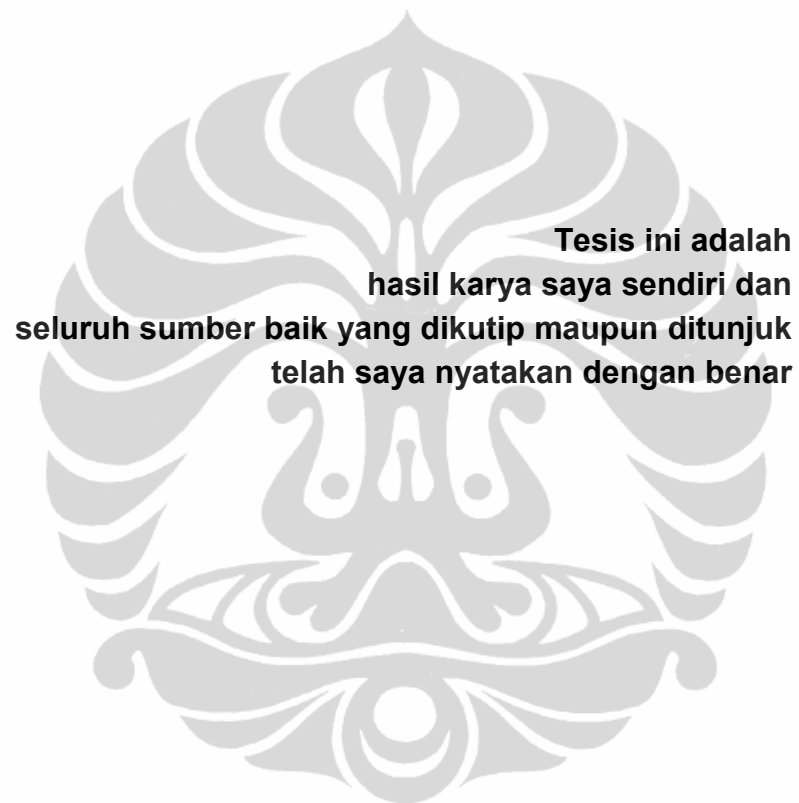 Tesis ini adalah
hasil karya saya sendiri dan
seluruh sumber baik yang dikutip maupun ditunjuk
telah saya nyatakan dengan benar